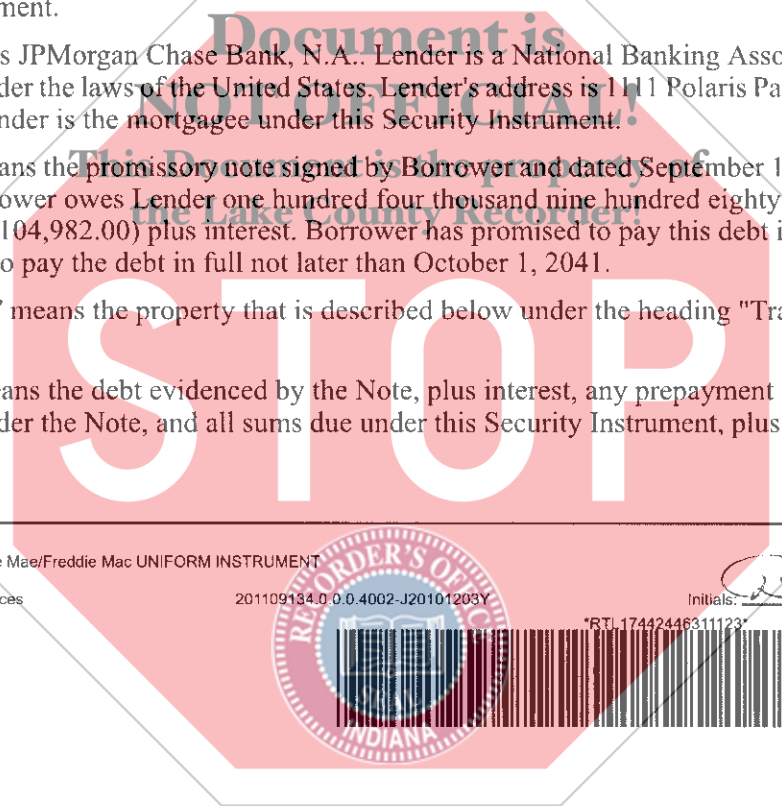 ment.
Document is
s JPMorgan Chase Bank, N.A.. Lender is a National Banking Asso
der the laws of the United States. Lender's address is 1111 Polaris Pa
NOT OFFICIAL!
nder is the mortgagee under this Security Instrument.
This Document is the property of
ans the promissory note signed by Borrower and dated September 1
ower owes Lender one hundred four thousand nine hundred eighty
the Lake County Recorder!
104,982.00) plus interest. Borrower has promised to pay this debt i
o pay the debt in full not later than October 1, 2041.
" means the property that is described below under the heading "Tra
STOP
eans the debt evidenced by the Note, plus interest, any prepayment
der the Note, and all sums due under this Security Instrument, plus
e Mae/Freddie Mac UNIFORM INSTRUMENT
RECORDER'S OFFICE
ces 201109134.0.0.0.4002-J20101203Y Initials:
*RTL17442446311123*
SEAL
INDIANA